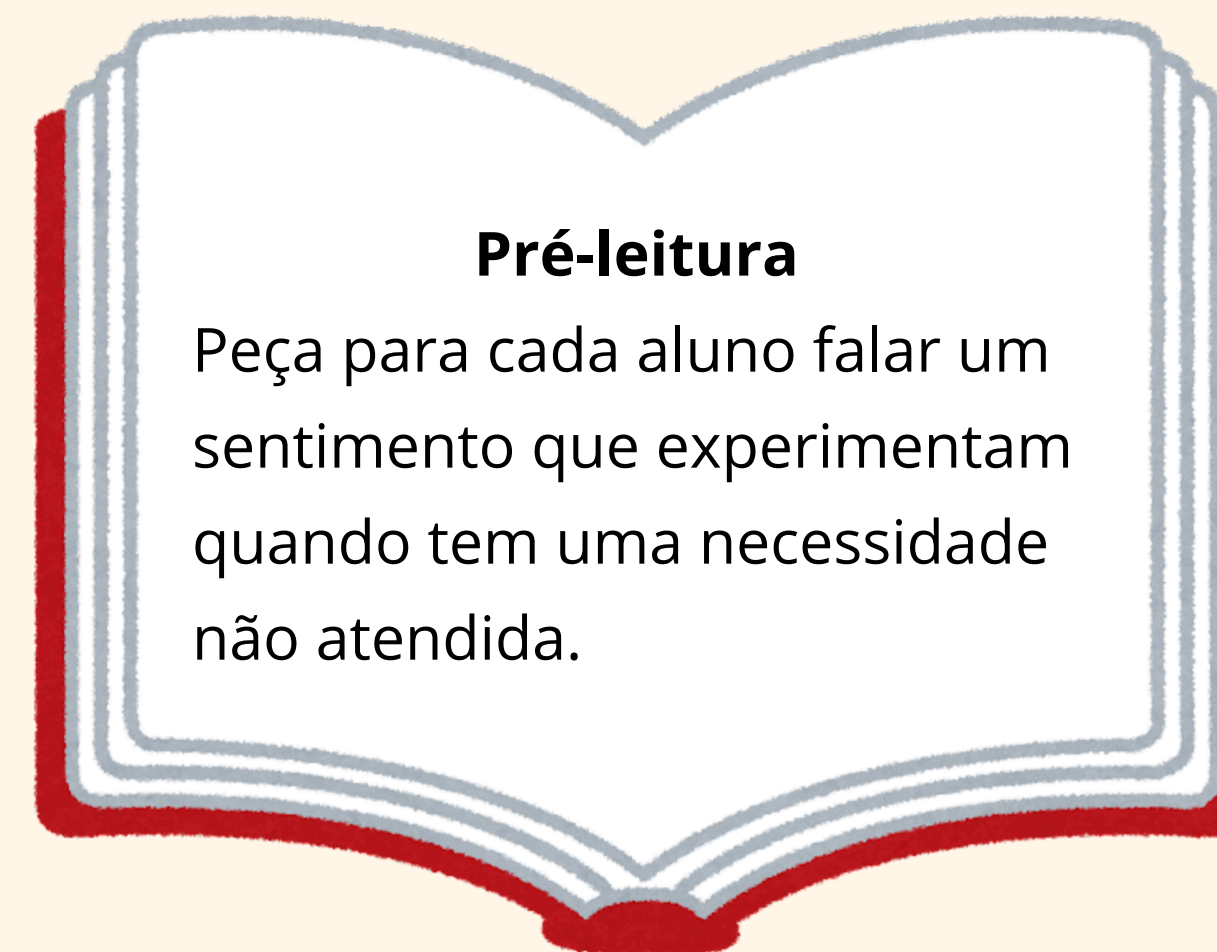 Pré-leitura
Peça para cada aluno falar um
sentimento que experimentam
quando tem uma necessidade
não atendida.